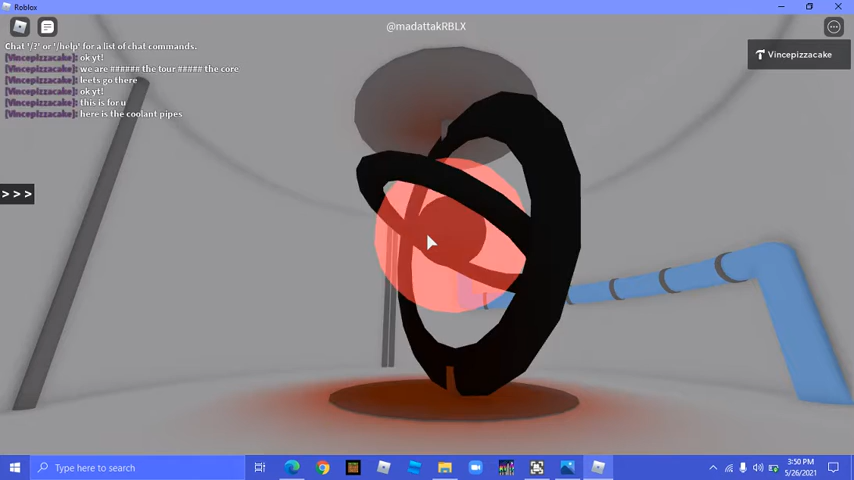 Roblox
@madattakRBLX
Chat '/?' or '/help' for a list of chat commands.
[Vincepizzacake]: ok yt!
[Vincepizzacake]: we are ###### the tour ##### the core
[Vincepizzacake]: leets go there
[Vincepizzacake]: ok yt!
[Vincepizzacake]: this is for u
[Vincepizzacake]: here is the coolant pipes
Vincepizzacake
> > >
Type here to search
3:50 PM
5/26/2021